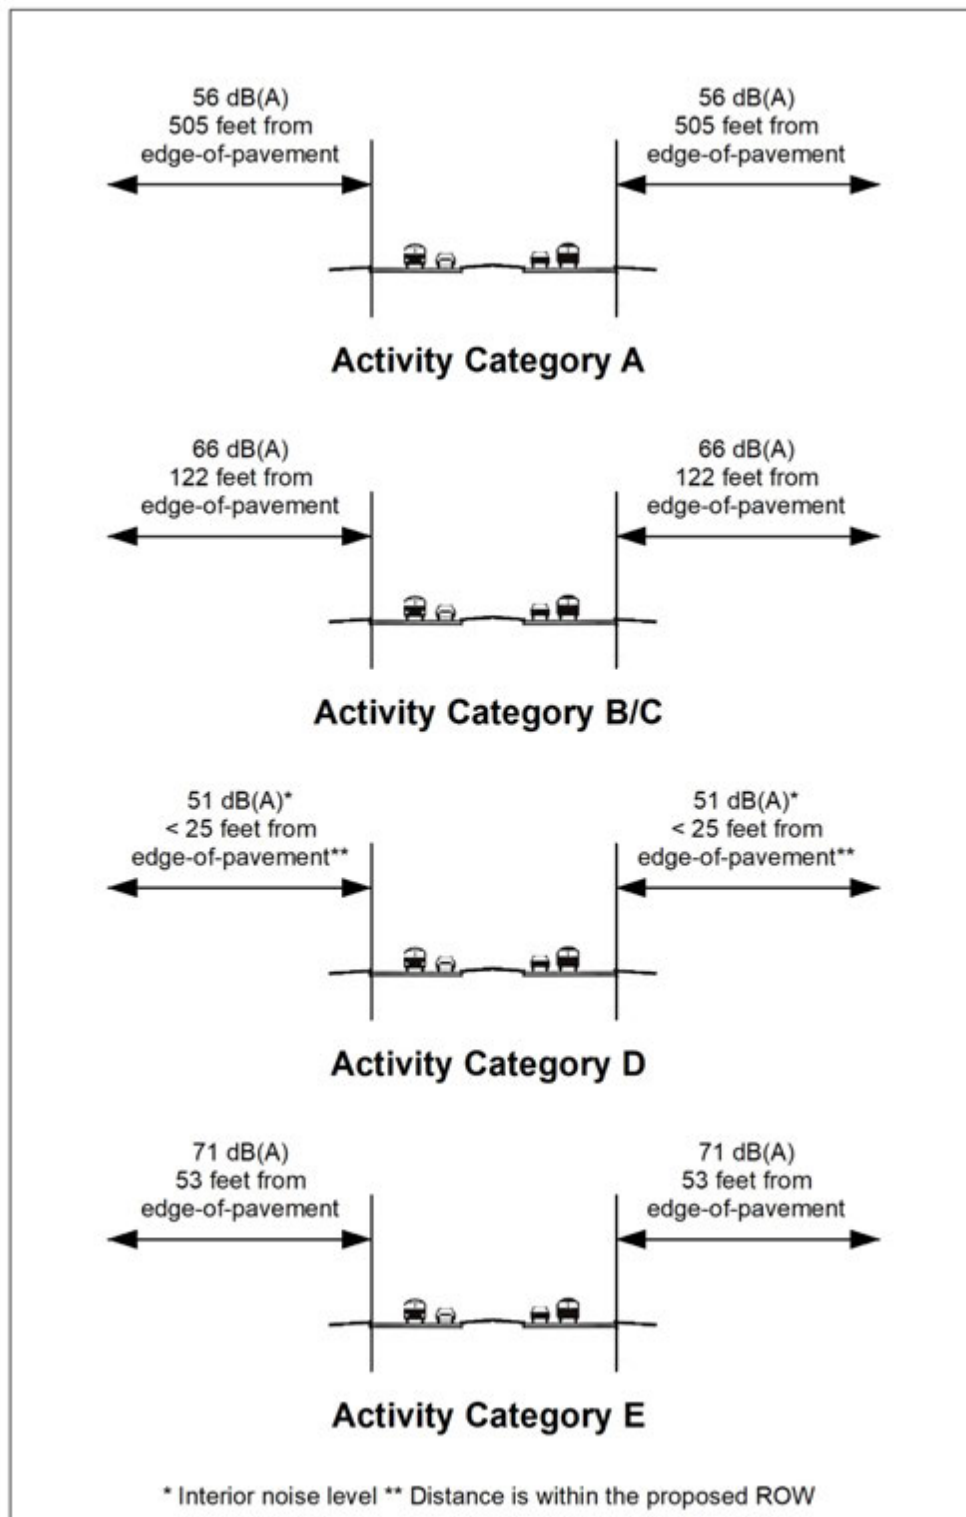 56 dB(A)
505 feet from
edge-of-pavement
56 dB(A)
505 feet from
edge-of-pavement
Activity Category A
66 dB(A)
122 feet from
edge-of-pavement
66 dB(A)
122 feet from
edge-of-pavement
Activity Category B/C
51 dB(A)*
< 25 feet from
edge-of-pavement**
51 dB(A)*
< 25 feet from
edge-of-pavement**
Activity Category D
71 dB(A)
53 feet from
edge-of-pavement
71 dB(A)
53 feet from
edge-of-pavement
Activity Category E
* Interior noise level ** Distance is within the proposed ROW